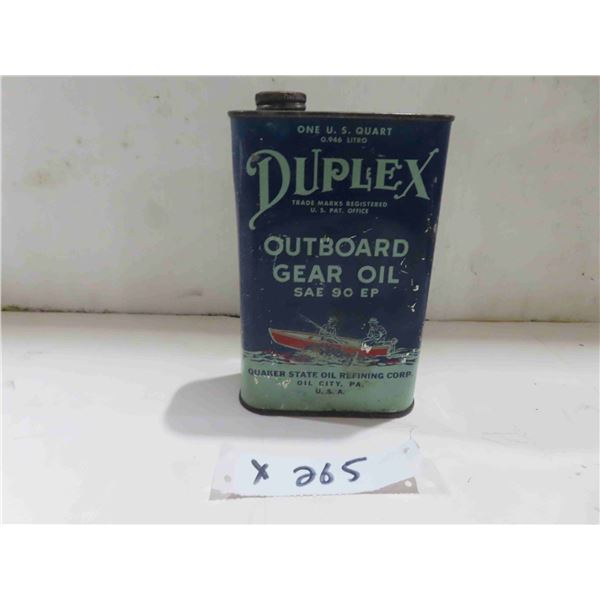 ONE U. S. QUART
0.946 LITRO
DUPLEX
TRADE MARKS REGISTERED
U. S. PAT. OFFICE
OUTBOARD
GEAR OIL
SAE 90 EP
QUAKER STATE OIL REFINING CORP.
OIL CITY, PA.
U. S. A.
X 265